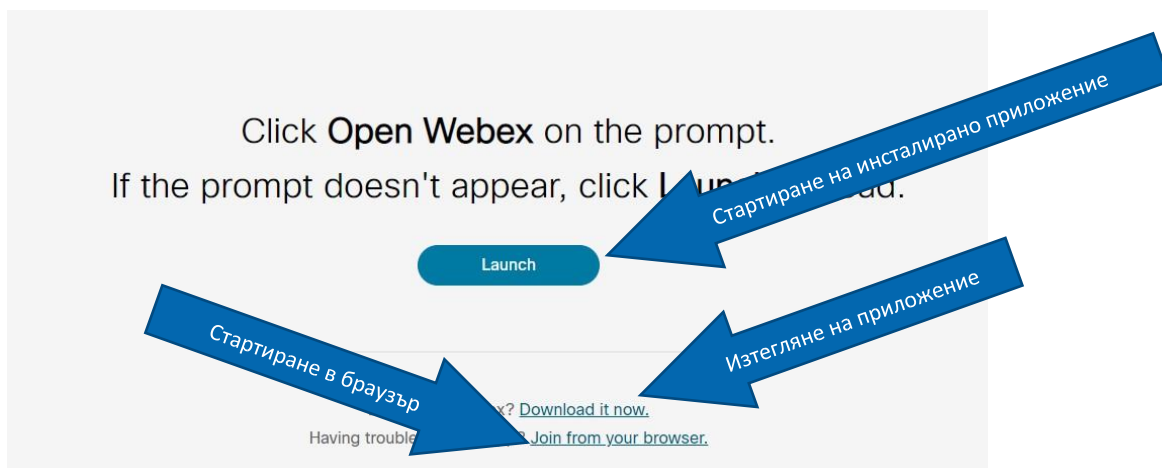 Click Open Webex on the prompt.
If the prompt doesn't appear, click
Стартиране на инсталирано приложение
Launch
Изтегляне на приложение
Стартиране в браузър
Download it now.
Having trouble
Join from your browser.